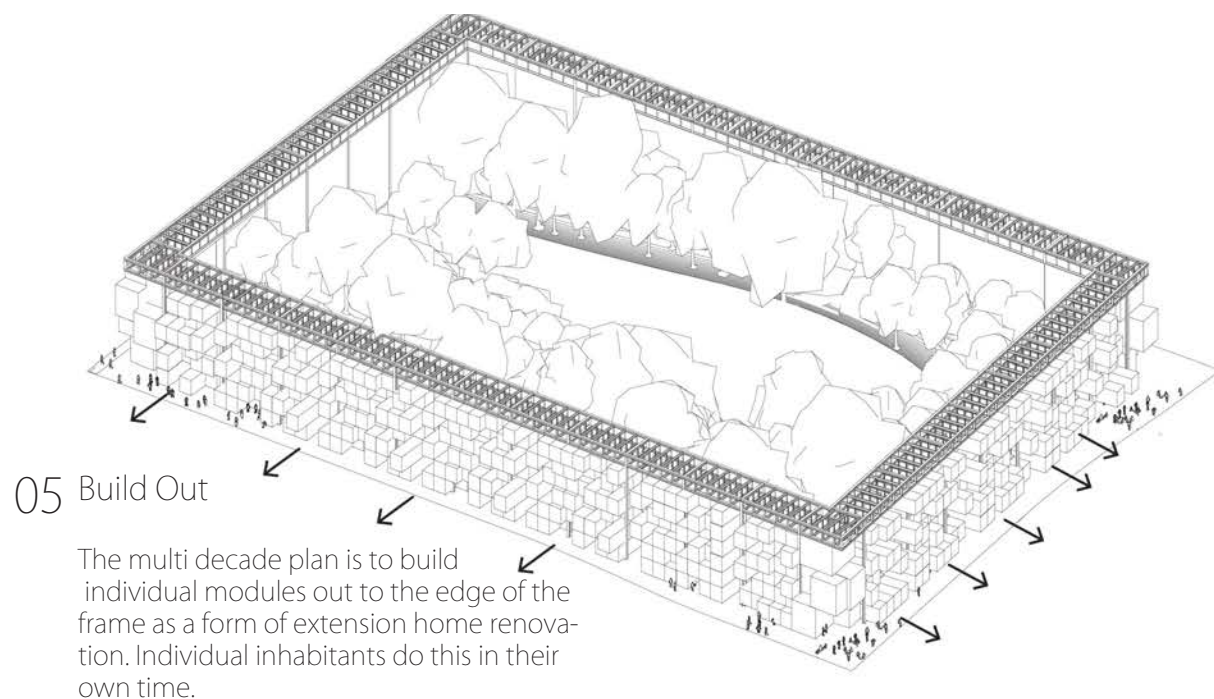 05 Build Out
The multi decade plan is to build
individual modules out to the edge of the
frame as a form of extension home renova-
tion. Individual inhabitants do this in their
own time.